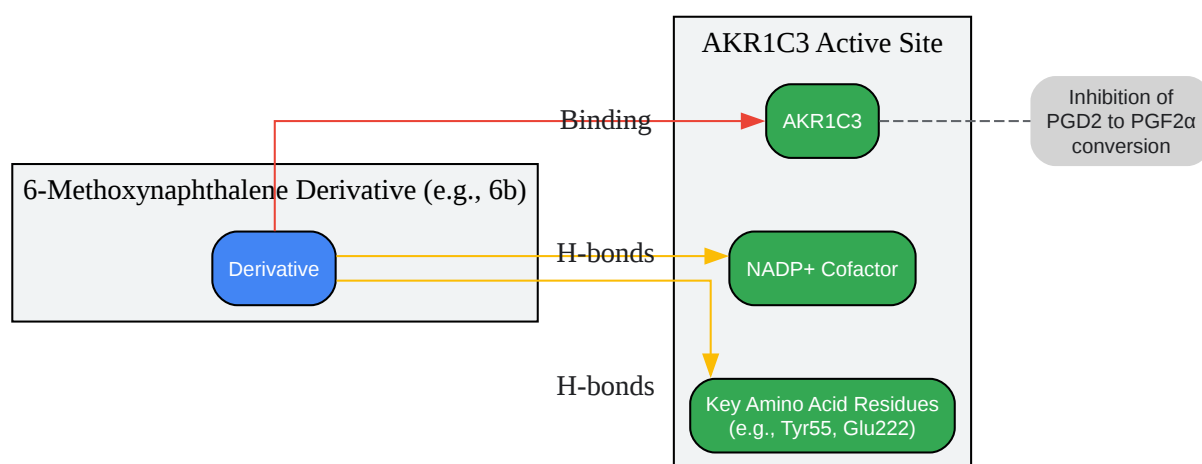 AKR1C3 Active Site
Binding
AKR1C3
Inhibition of
PGD2 to PGF2α
conversion
6-Methoxynaphthalene Derivative (e.g., 6b)
Derivative
H-bonds
NADP+ Cofactor
H-bonds
Key Amino Acid Residues
(e.g., Tyr55, Glu222)